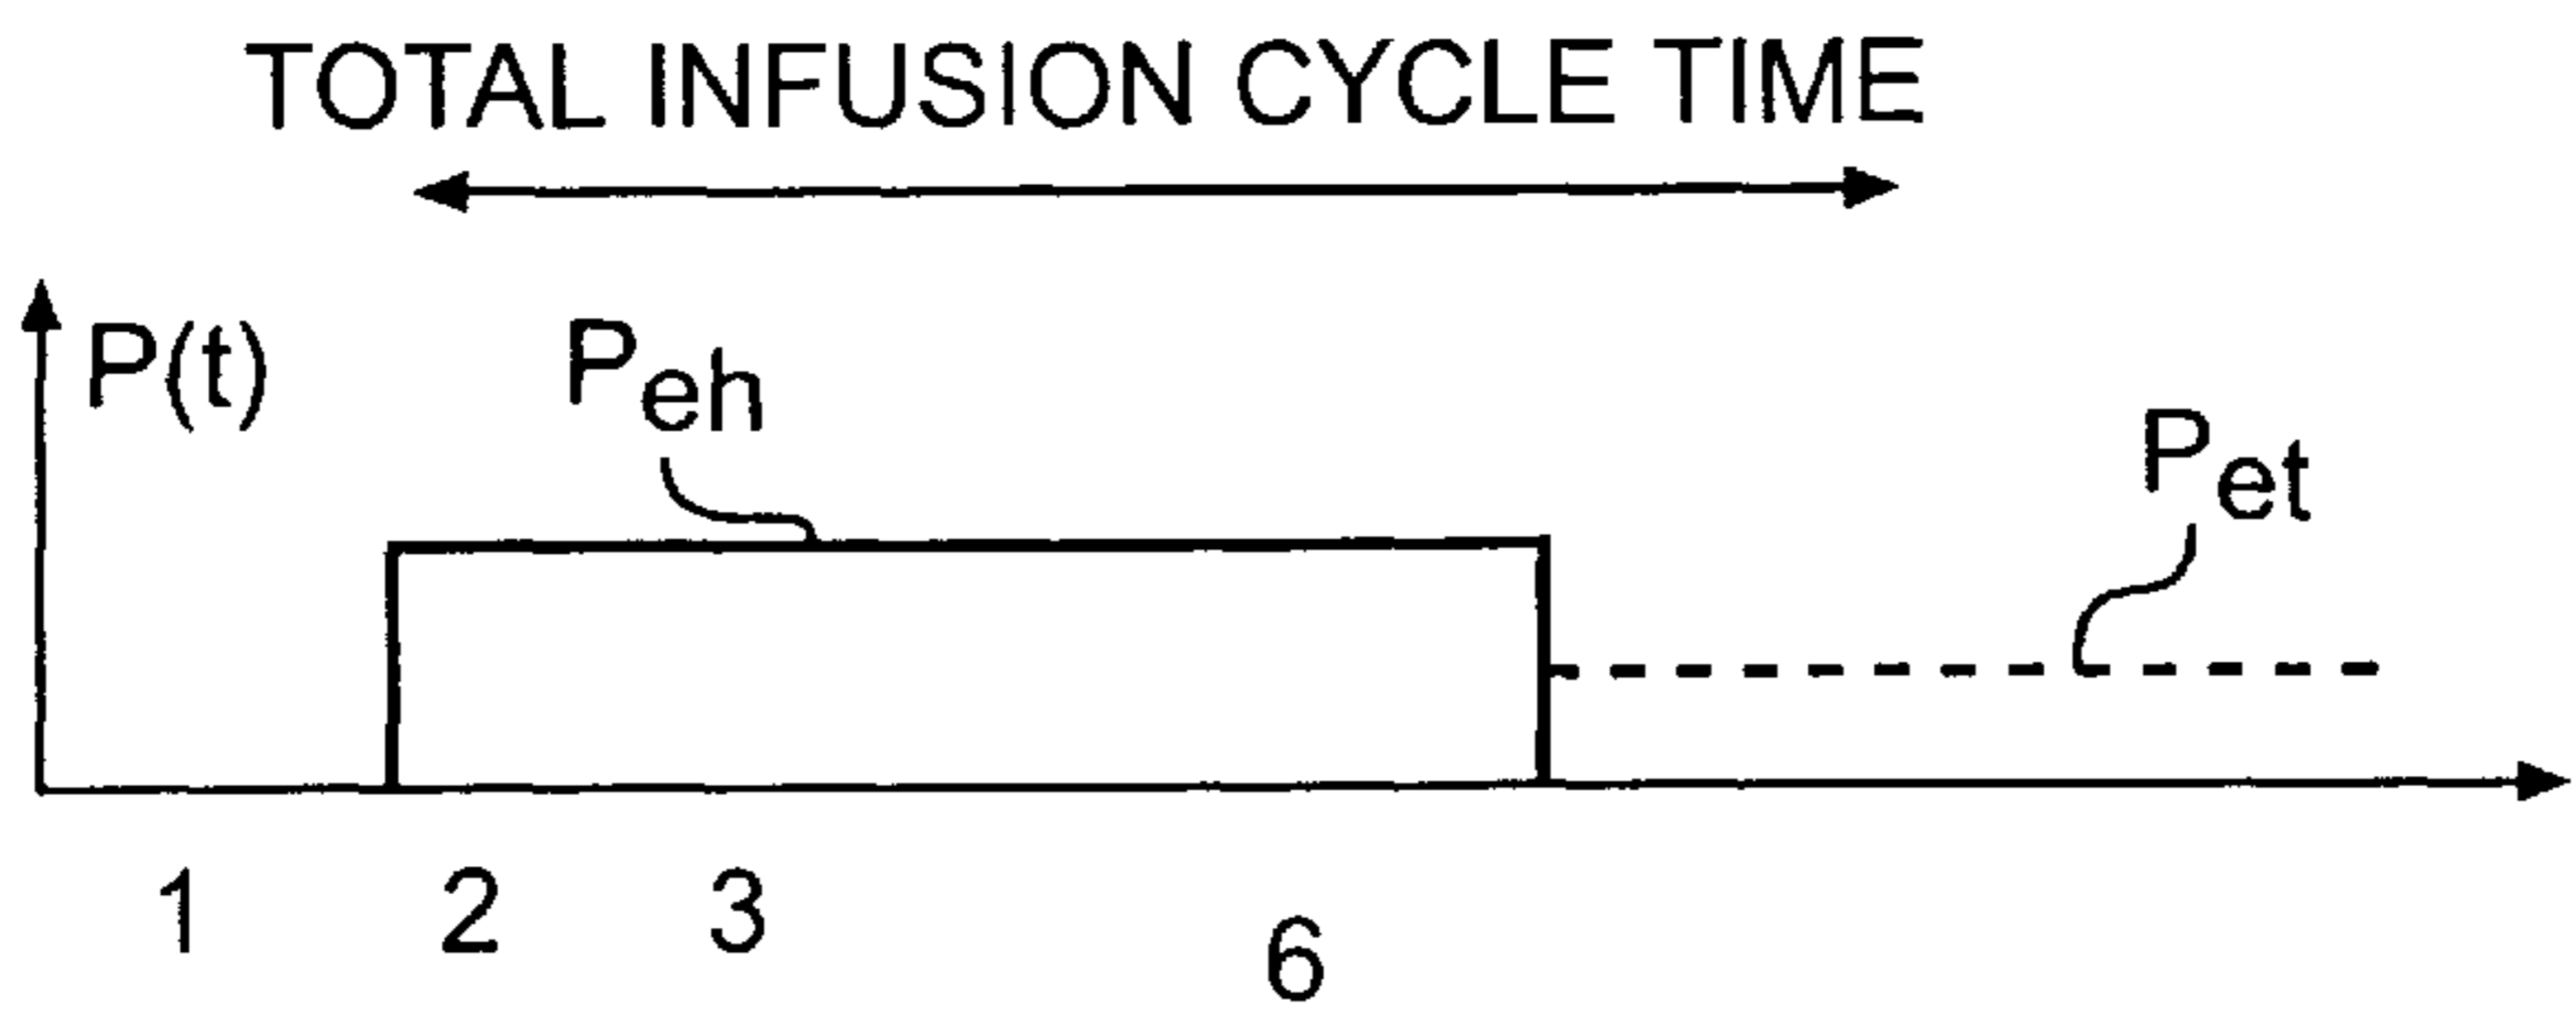 TOTAL INFUSION CYCLE TIME
P(t)
Peh
Pet
1 2 3
6